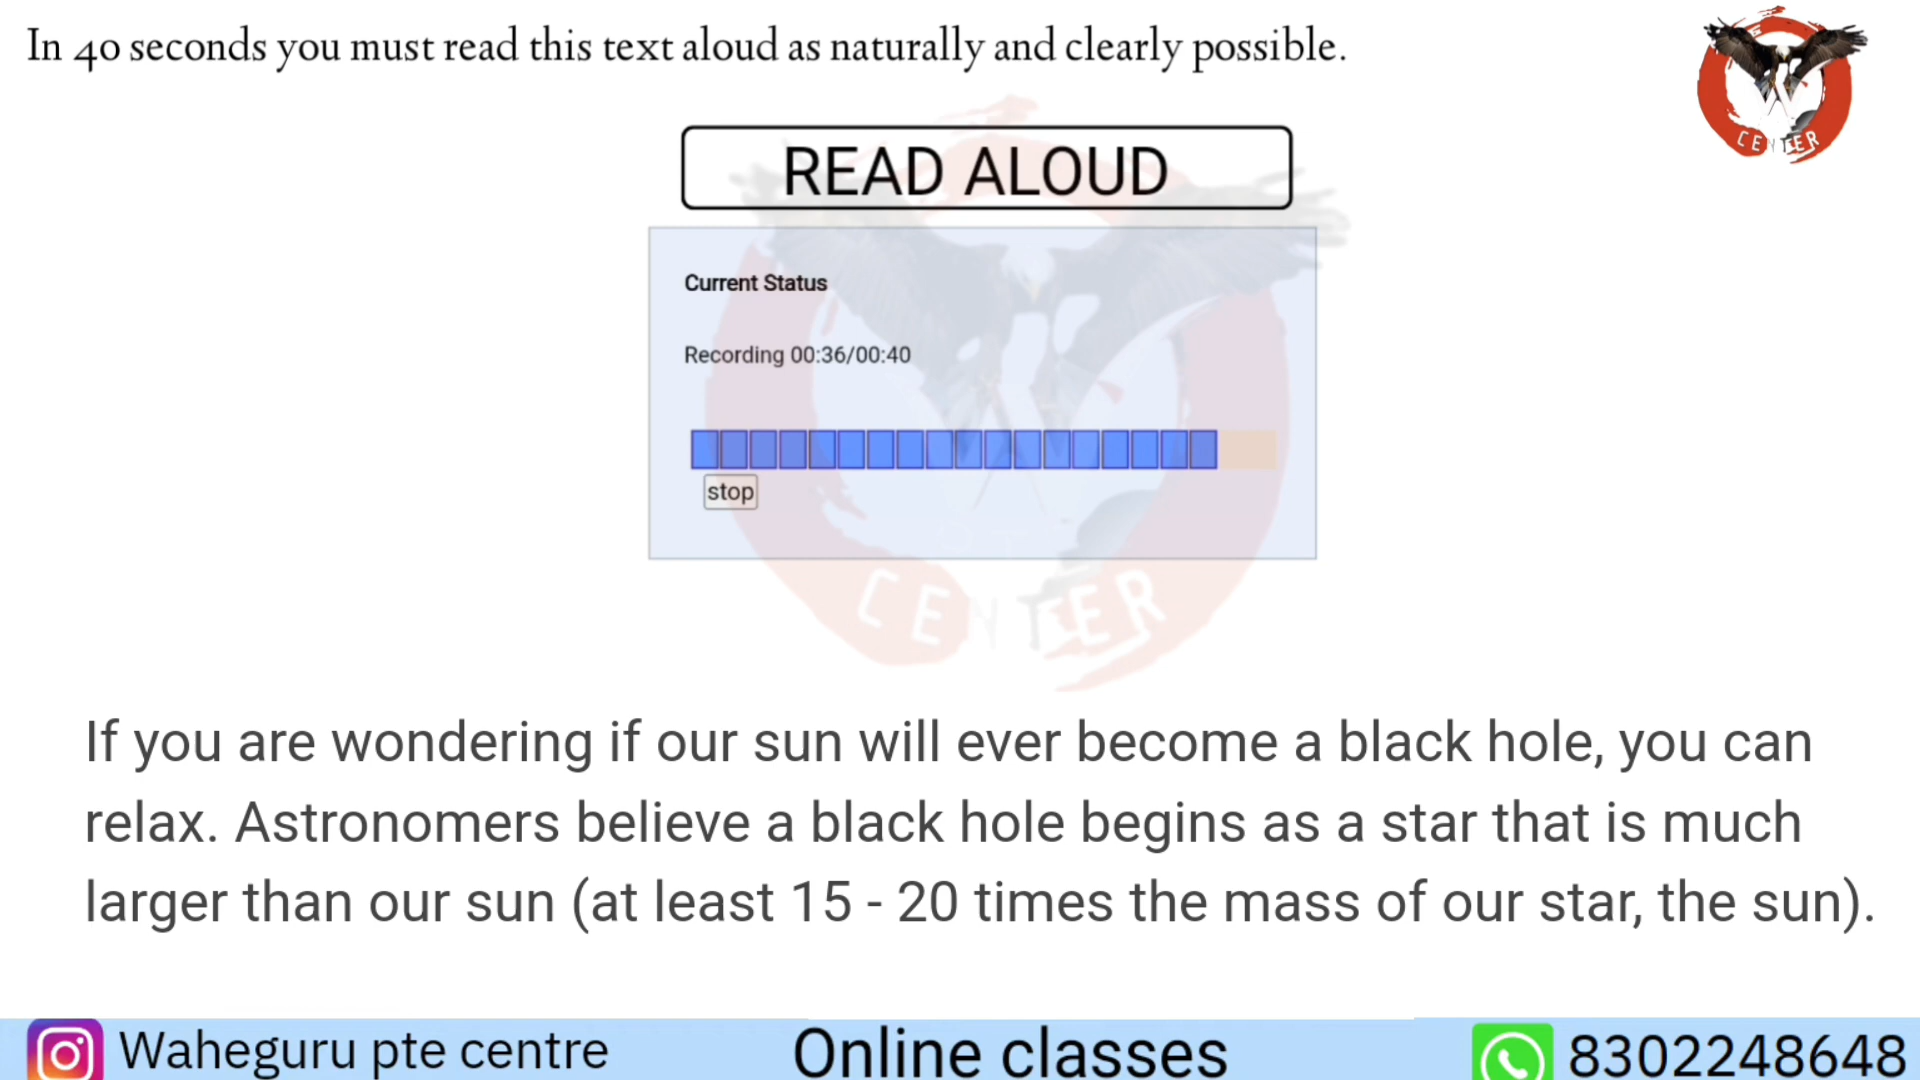 In 40 seconds you must read this text aloud as naturally and clearly possible.
CENTER
READ ALOUD
Current Status
Recording 00:36/00:40
stop
CENTER
If you are wondering if our sun will ever become a black hole, you can
relax. Astronomers believe a black hole begins as a star that is much
larger than our sun (at least 15 - 20 times the mass of our star, the sun).
Waheguru pte centre
Online classes
8302248648